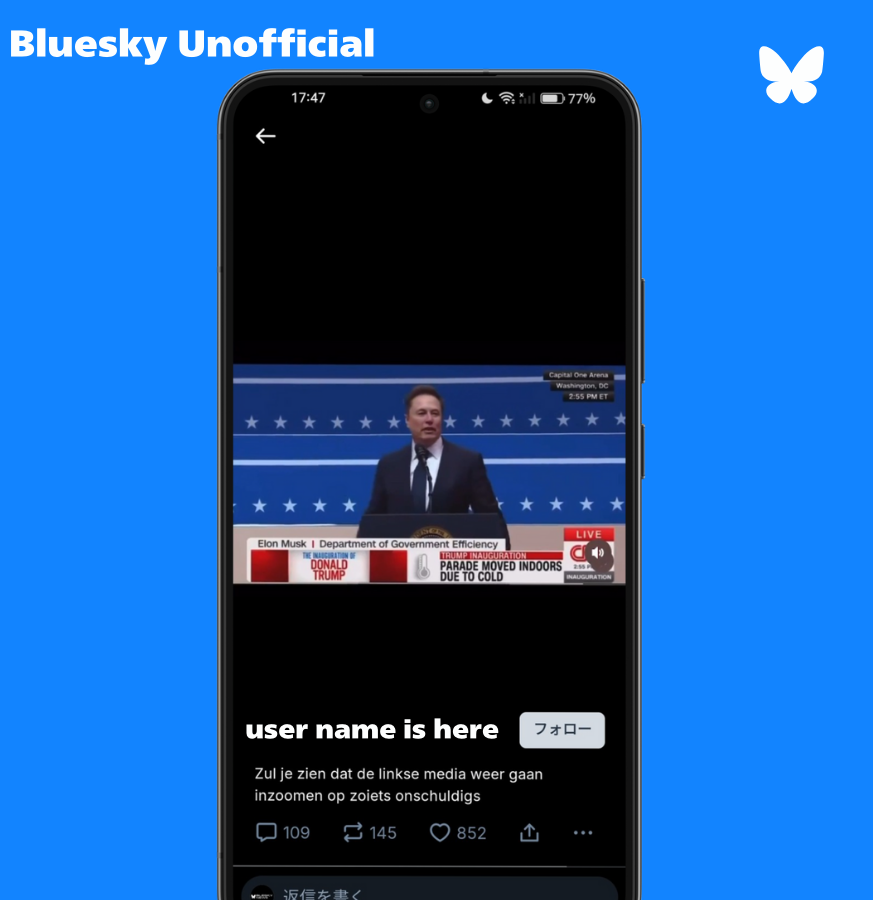 Bluesky Unofficial
17:47
77%
Capital One Arena
Washington, DC
2:55 PM ET
Elon Musk | Department of Government Efficiency
LIVE
THE INAUGURATION OF
DONALD
TRUMP
TRUMP INAUGURATION
PARADE MOVED INDOORS
DUE TO COLD
2:55 P
INAUGURATION
user name is here
フォロー
Zul je zien dat de linkse media weer gaan
inzoomen op zoiets onschuldigs
109 145 852
返信を書く